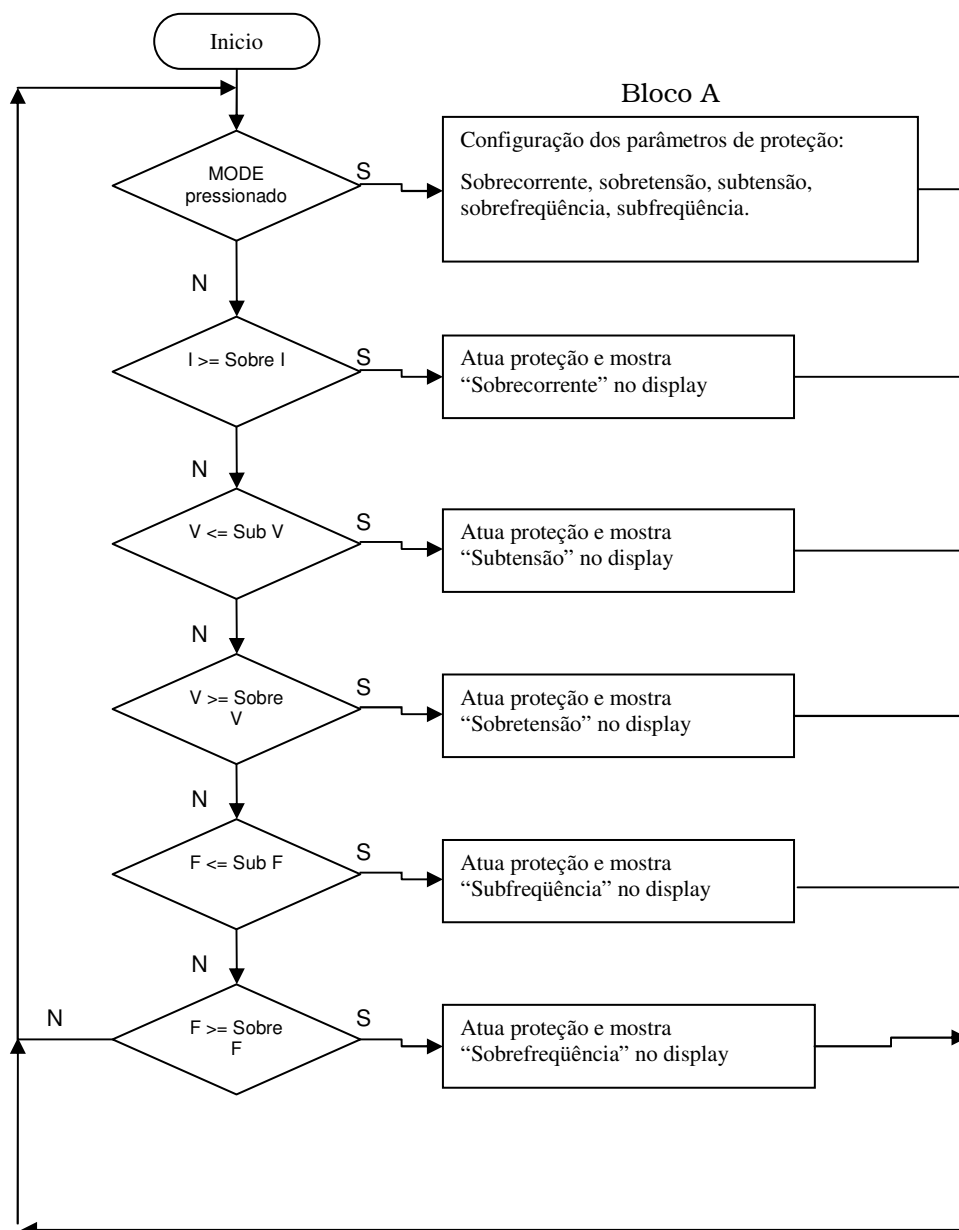 Inicio
Bloco A
MODE
pressionado
S
Configuração dos parâmetros de proteção:
Sobrecorrente, sobretensão, subtensão,
sobrefreqüência, subfreqüência.
N
I >= Sobre I
S
Atua proteção e mostra
“Sobrecorrente” no display
N
V <= Sub V
S
Atua proteção e mostra
“Subtensão” no display
N
V >= Sobre
V
S
Atua proteção e mostra
“Sobretensão” no display
N
F <= Sub F
S
Atua proteção e mostra
“Subfreqüência” no display
N
N
F >= Sobre
F
S
Atua proteção e mostra
“Sobrefreqüência” no display